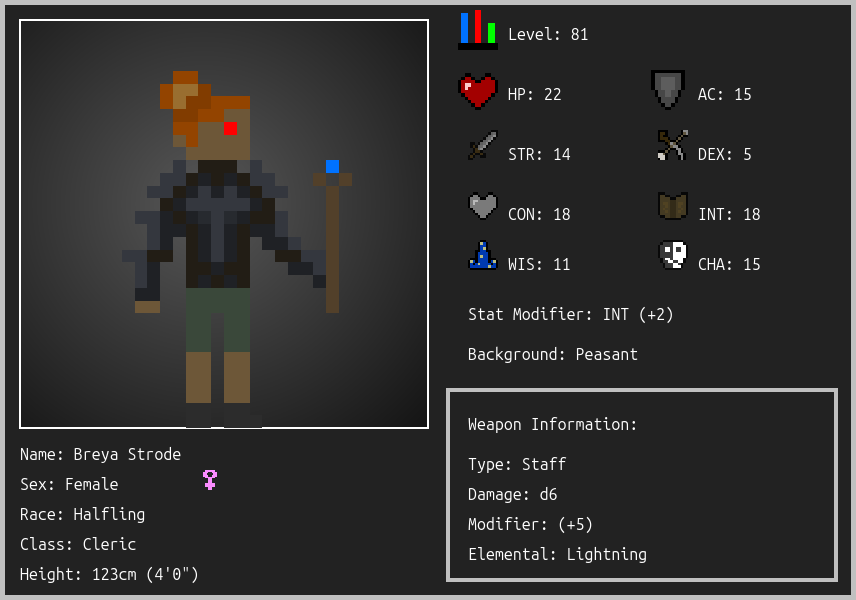 Level: 81
HP: 22
AC: 15
STR: 14
DEX: 5
CON: 18
INT: 18
WIS: 11
CHA: 15
Stat Modifier: INT (+2)
Background: Peasant
Weapon Information:
Type: Staff
Damage: d6
Modifier: (+5)
Elemental: Lightning
Name: Breya Strode
Sex: Female
Race: Halfling
Class: Cleric
Height: 123cm (4'0")